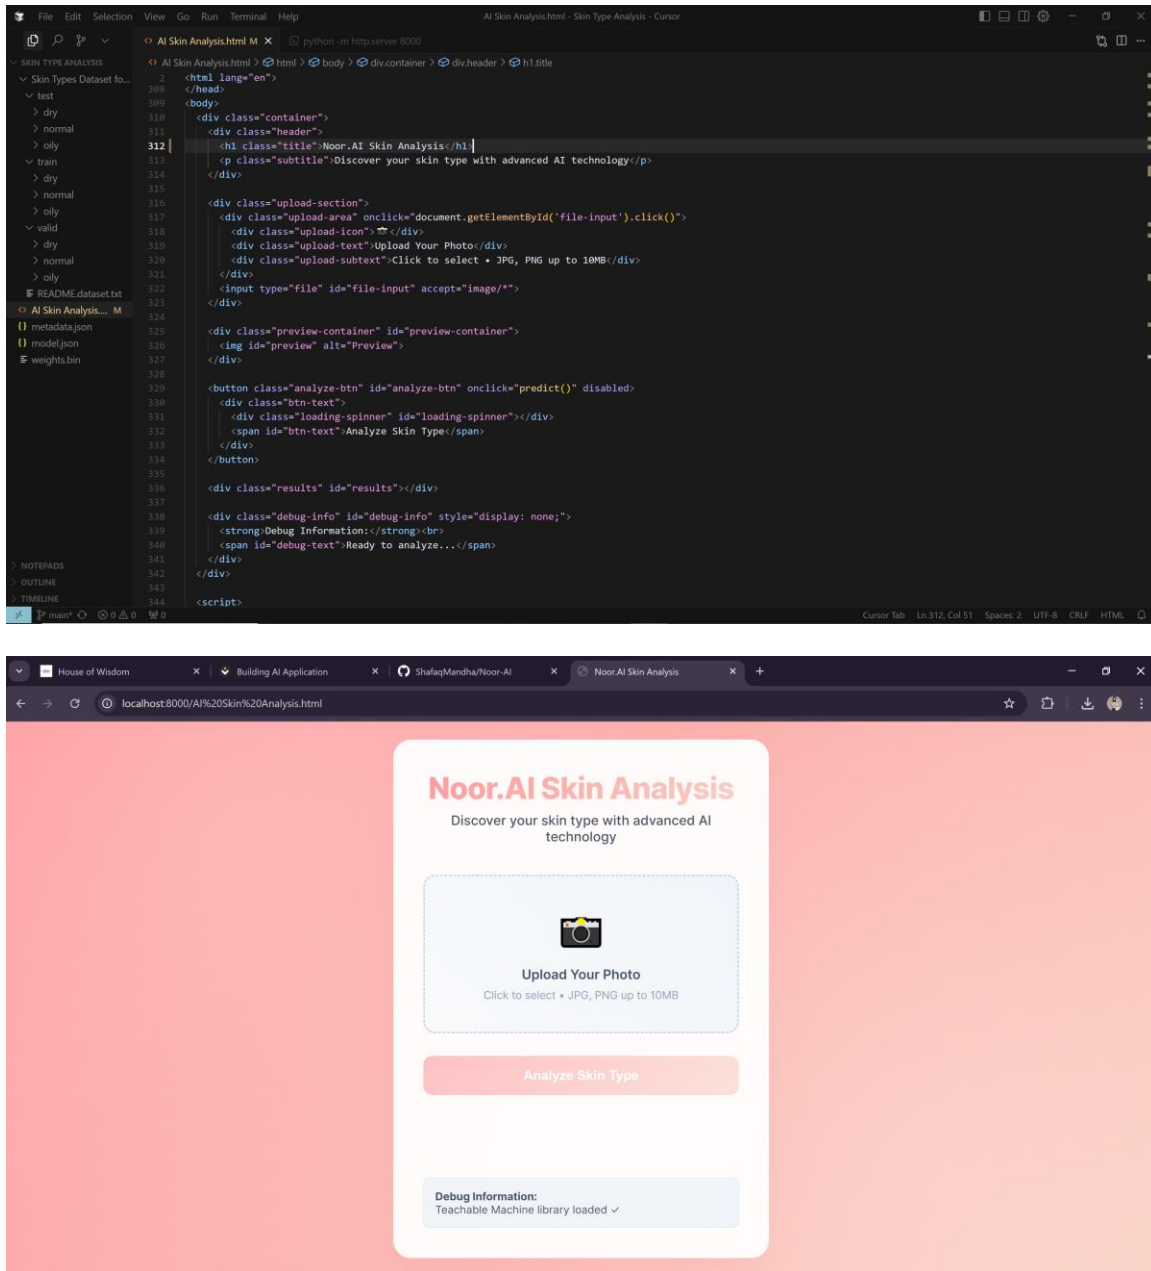 File Edit Selection View Go Run Terminal Help
AI Skin Analysis.html - Skin Type Analysis - Cursor
AI Skin Analysis.html M
python -m http.server 8000
SKIN TYPE ANALYSIS
Skin Types Dataset fo...
test
dry
normal
oily
train
dry
normal
oily
valid
dry
normal
oily
README.dataset.txt
AI Skin Analysis.... M
metadata.json
model.json
weights.bin
NOTEPADS
OUTLINE
TIMELINE
AI Skin Analysis.html > html > body > div.container > div.header > h1.title
2 <html lang="en">
308 </head>
309 <body>
310 <div class="container">
311 <div class="header">
312 <h1 class="title">Noor.AI Skin Analysis</h1>
313 <p class="subtitle">Discover your skin type with advanced AI technology</p>
314 </div>
315
316 <div class="upload-section">
317 <div class="upload-area" onclick="document.getElementById('file-input').click()">
318 <div class="upload-icon">📸</div>
319 <div class="upload-text">Upload Your Photo</div>
320 <div class="upload-subtext">Click to select • JPG, PNG up to 10MB</div>
321 </div>
322 <input type="file" id="file-input" accept="image/*">
323 </div>
324
325 <div class="preview-container" id="preview-container">
326 <img id="preview" alt="Preview">
327 </div>
328
329 <button class="analyze-btn" id="analyze-btn" onclick="predict()" disabled>
330 <div class="btn-text">
331 <div class="loading-spinner" id="loading-spinner"></div>
332 <span id="btn-text">Analyze Skin Type</span>
333 </div>
334 </button>
335
336 <div class="results" id="results"></div>
337
338 <div class="debug-info" id="debug-info" style="display: none;">
339 <strong>Debug Information:</strong><br>
340 <span id="debug-text">Ready to analyze...</span>
341 </div>
342 </div>
343
344 <script>
main* 0 0 0
Cursor Tab Ln 312, Col 51 Spaces: 2 UTF-8 CRLF HTML
House of Wisdom
Building AI Application
ShafaqMandha/Noor-AI
Noor.AI Skin Analysis
localhost:8000/AI%20Skin%20Analysis.html
Noor.AI Skin Analysis
Discover your skin type with advanced AI
technology
Upload Your Photo
Click to select • JPG, PNG up to 10MB
Analyze Skin Type
Debug Information:
Teachable Machine library loaded ✓